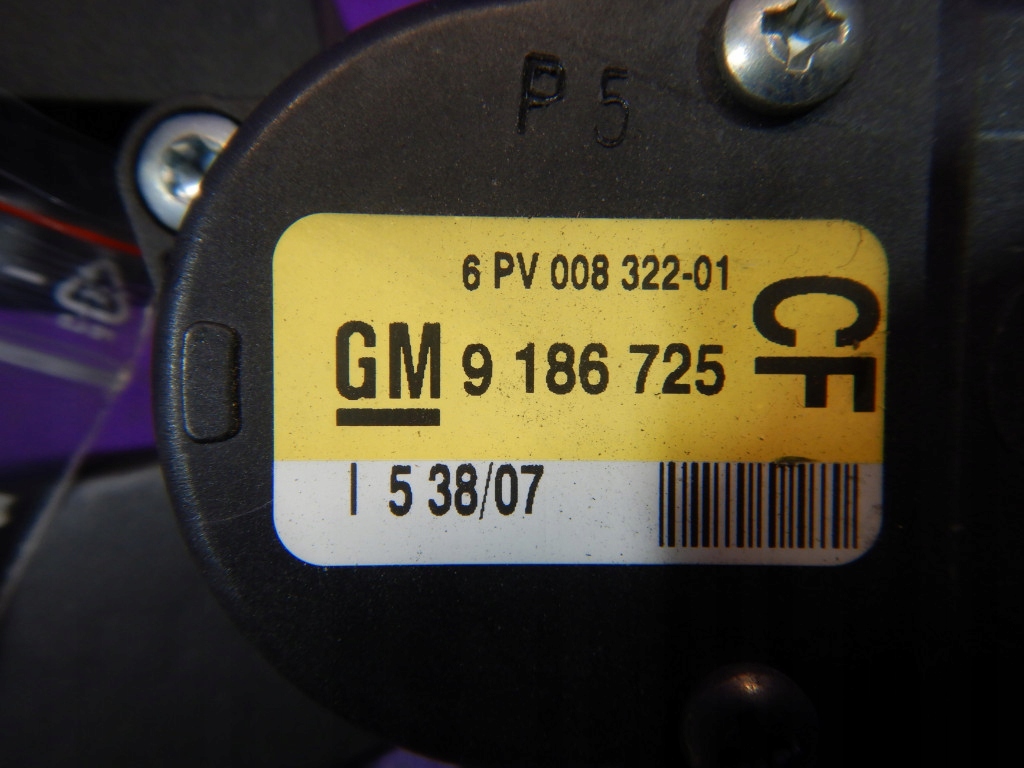 P 5
6 PV 008 322-01
CF
GM 9 186 725
I 5 38/07